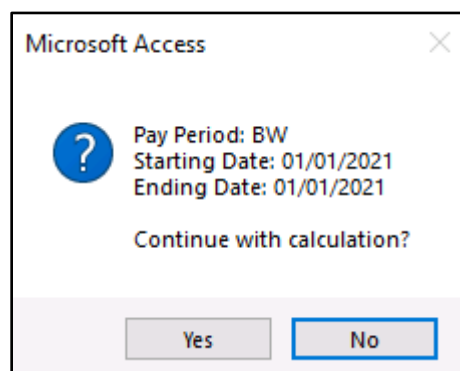 Microsoft Access
?
Pay Period: BW
Starting Date: 01/01/2021
Ending Date: 01/01/2021
Continue with calculation?
Yes
No